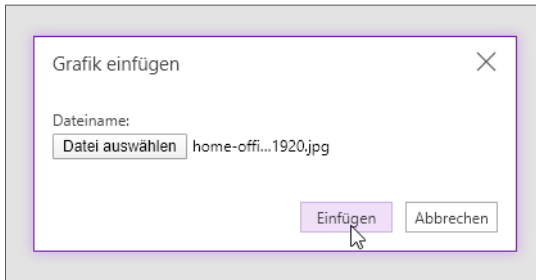 Grafik einfügen
Dateiname:
Datei auswählen home-offi...1920.jpg
Einfügen Abbrechen